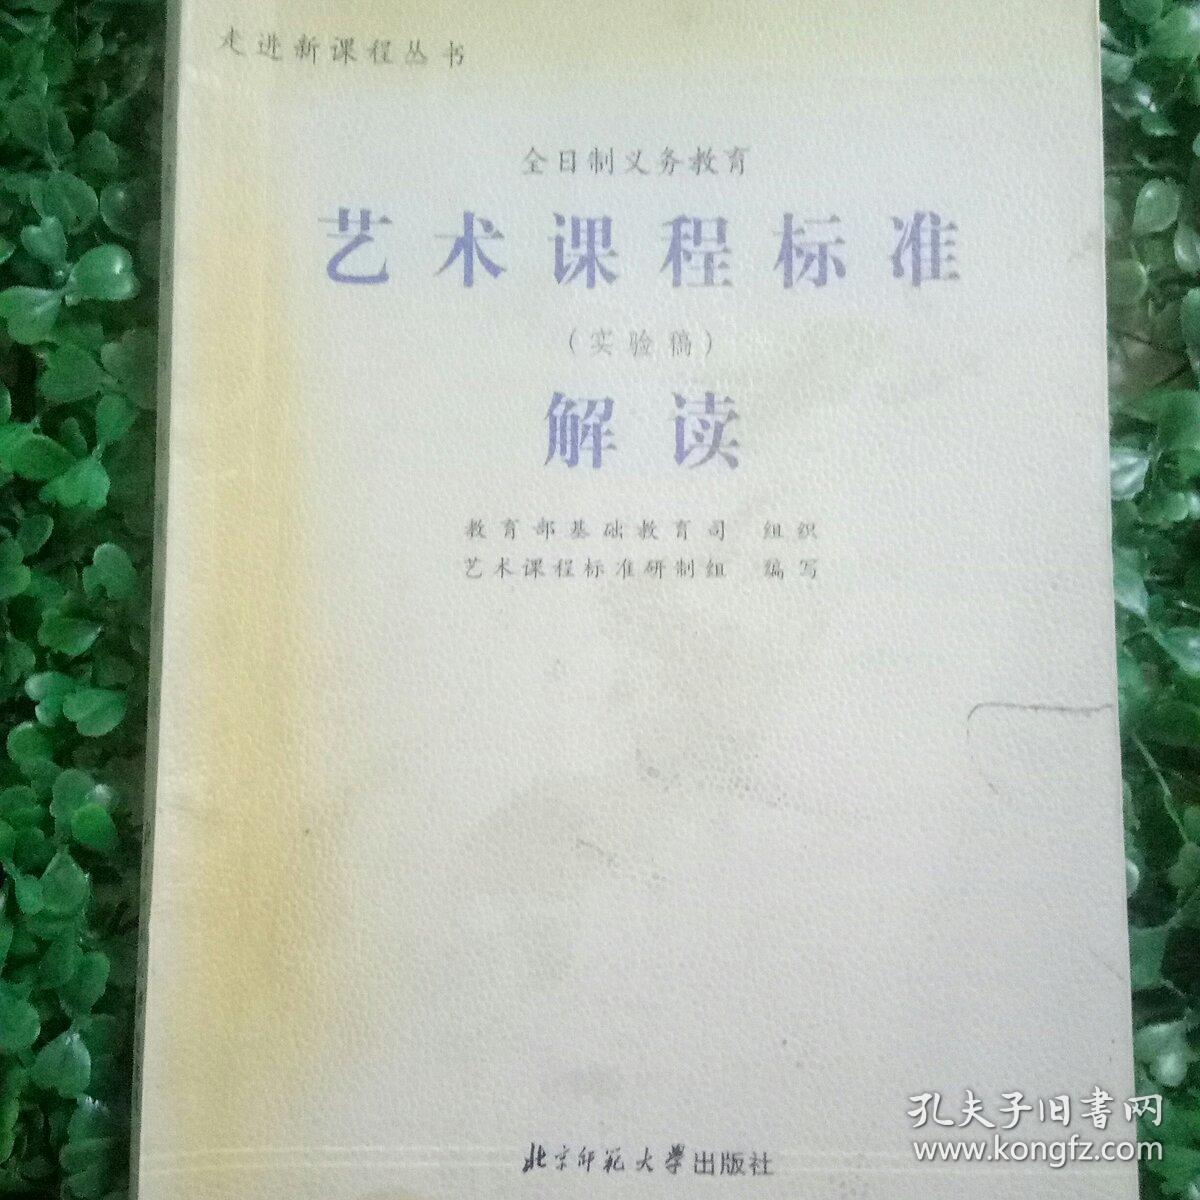 走进新课程丛书
全日制义务教育
艺术课程标准
（实验稿）
解读
教育部基础教育司 组织
艺术课程标准研制组 编写
北京师范大学出版社
孔夫子旧书网
www.kongfz.com